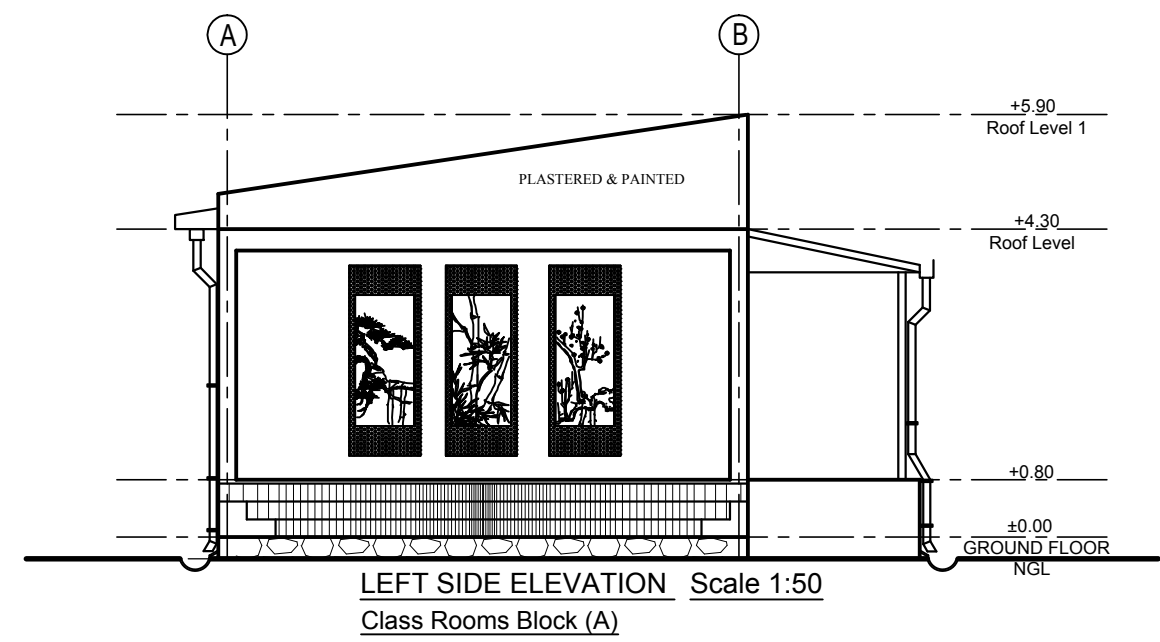 A
B
+5.90
Roof Level 1
PLASTERED & PAINTED
+4.30
Roof Level
+0.80
±0.00
GROUND FLOOR
NGL
LEFT SIDE ELEVATION Scale 1:50
Class Rooms Block (A)